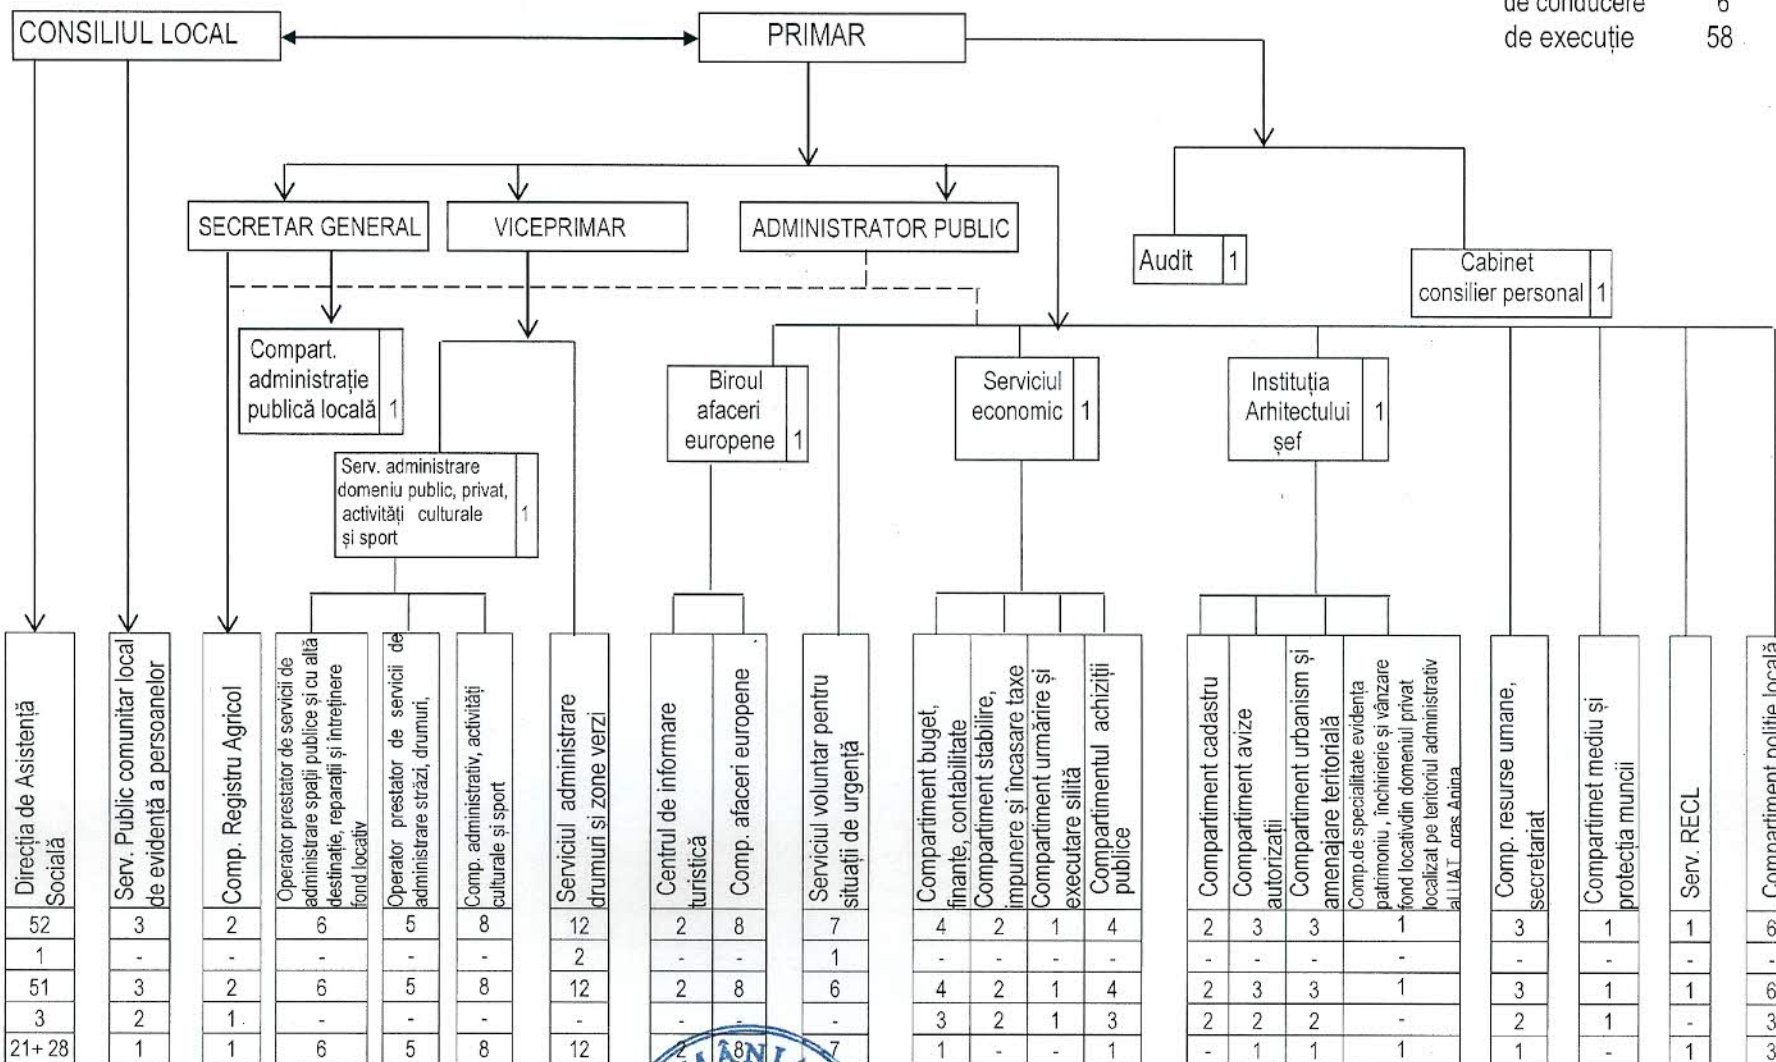 de conducere 6
de execuție 58
CONSILIUL LOCAL
PRIMAR
SECRETAR GENERAL
VICEPRIMAR
ADMINISTRATOR PUBLIC
Audit 1
Cabinet
consilier personal 1
Compart.
administrație
publică locală 1
Biroul
afaceri
europene 1
Serviciul
economic 1
Instituția
Arhitectului 1
șef
Serv. administrare
domeniu public, privat,
activități culturale 1
și sport
Direcția de Asistență
Socială
Serv. Public comunitar local
de evidență a persoanelor
Comp. Registru Agricol
Operator prestator de servicii de
administrare spații publice și cu altă
destinație, reparații și întreținere
fond locativ
Operator prestator de servicii de
administrare străzi, drumuri,
Comp. administrativ, activități
culturale și sport
Serviciul administrare
drumuri si zone verzi
Centrul de informare
turistică
Comp. afaceri europene
Serviciul voluntar pentru
situații de urgență
Compartiment buget,
finanțe, contabilitate
Compartiment stabilire,
impunere și încasare taxe
Compartiment urmărire și
executare silită
Compartimentul achiziții
publice
Compartiment cadastru
Compartiment avize
autorizații
Compartiment urbanism și
amenajare teritorială
Comp.de specialitate evidența
patrimoniu , închiriere și vânzare
fond locativdin domeniul privat
localizat pe teritoriul administrativ
al UAT oraș Anina
Comp. resurse umane,
secretariat
Compartimet mediu și
protecția muncii
Serv. RECL
Compartiment poliție locală
52 3 2 6 5 8 12 2 8 7 4 2 1 4 2 3 3 1 3 1 1 6
1 - - - - - 2 - - 1 - - - - - - - - - - - -
51 3 2 6 5 8 12 2 8 6 4 2 1 4 2 3 3 1 3 1 1 6
3 2 1 - - - - - - - 3 2 1 3 2 2 2 - 2 1 - 3
21+ 28 1 1 6 5 8 12 2 8 7 1 - - 1 - 1 1 1 1 - 1 3